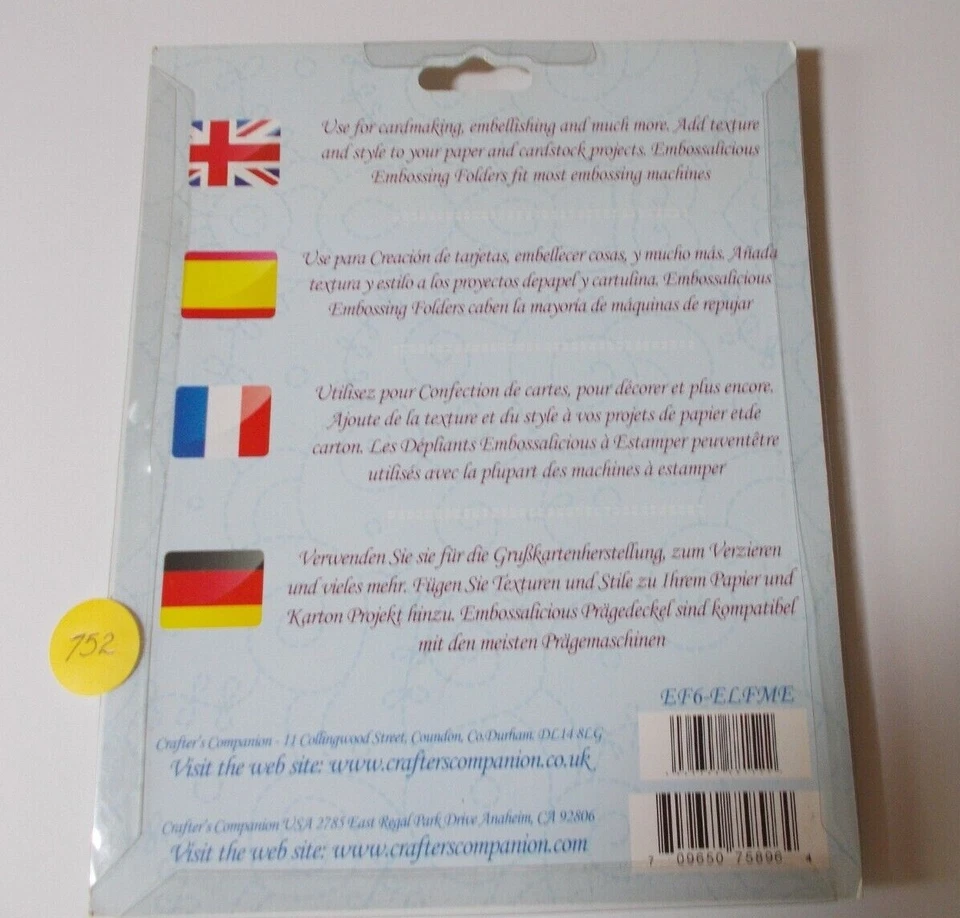 Use for cardmaking, embellishing and much more. Add texture
and style to your paper and cardstock projects. Embossalicious
Embossing Folders fit most embossing machines
Use para Creación de tarjetas, embellecer cosas, y mucho más. Añada
textura y estilo a los proyectos depapel y cartulina. Embossalicious
Embossing Folders caben la mayoria de máquinas de repujar
Utilisez pour Confection de cartes, pour décorer et plus encore.
Ajoute de la texture et du style à vos projets de papier etde
carton. Les Dépliants Embossalicious à Estamper peuventêtre
utilisés avec la plupart des machines à estamper
Verwenden Sie sie für die Grußkartenherstellung, zum Verzieren
und vieles mehr. Fügen Sie Texturen und Stile zu Ihrem Papier und
Karton Projekt hinzu. Embossalicious Prägedeckel sind kompatibel
mit den meisten Prägemaschinen
752
EF6-ELFME
Crafter's Companion - 11 Collingwood Street, Coundon, Co.Durham. DL14 8LG
Visit the web site: www.crafterscompanion.co.uk
Crafter's Companion USA 2785 East Regal Park Drive Anaheim, CA 92806
Visit the web site: www.crafterscompanion.com
7 09650 75896 4